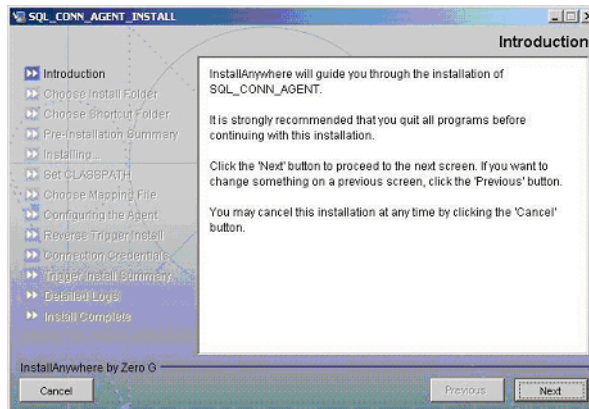 SQL_CONN_AGENT_INSTALL
Introduction
Introduction
Choose Install Folder
Choose Shortcut Folder
Pre-Installation Summary
Installing...
Set CLASSPATH
Choose Mapping File
Configuring the Agent
Reverse Trigger Install
Connection Credentials
Trigger Install Summary
Detailed Logs
Install Complete
InstallAnywhere will guide you through the installation of
SQL_CONN_AGENT.
It is strongly recommended that you quit all programs before
continuing with this installation.
Click the 'Next' button to proceed to the next screen. If you want to
change something on a previous screen, click the 'Previous' button.
You may cancel this installation at any time by clicking the 'Cancel'
button.
InstallAnywhere by Zero G
Cancel
Previous
Next